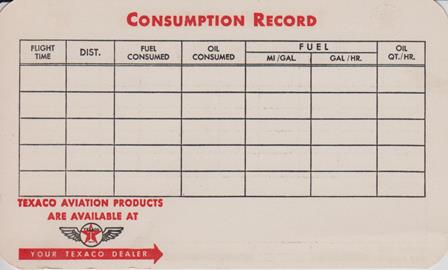 CONSUMPTION RECORD
FLIGHT TIME DIST. FUEL CONSUMED OIL CONSUMED FUEL OIL QT./HR.
MI/GAL. GAL/HR.
TEXACO AVIATION PRODUCTS
ARE AVAILABLE AT
T
YOUR TEXACO DEALER